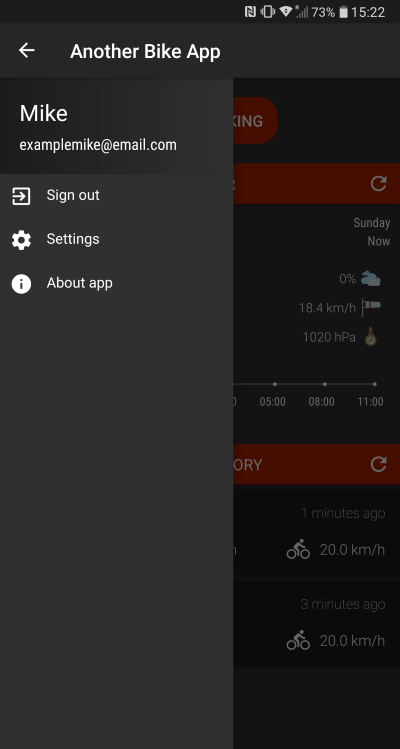 73% 15:22
Another Bike App
Mike
examplemike@email.com
Sign out
Settings
About app
Sunday
Now
0%
18.4 km/h
1020 hPa
05:00 08:00 11:00
1 minutes ago
20.0 km/h
3 minutes ago
20.0 km/h